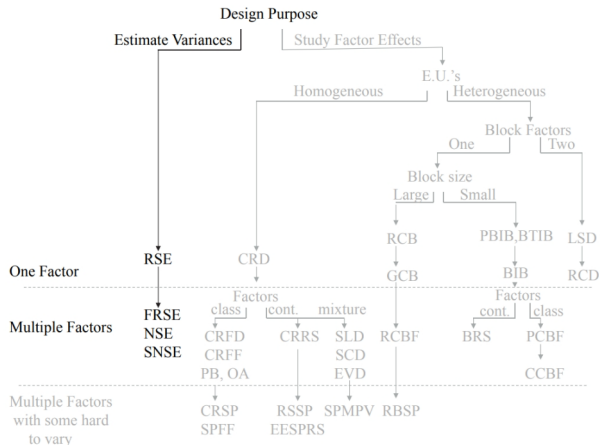 Design Purpose
Estimate Variances Study Factor Effects
E.U.'s
Homogeneous Heterogeneous
Block Factors
One Two
Block size
Large Small
RCB PBIB,BTIB LSD
RSE CRD
One Factor GCB BIB RCD
Factors Factors
class cont. mixture cont. class
FRSE
Multiple Factors NSE CRFD CRRS SLD RCBF BRS PCBF
SNSE CRFF SCD
PB, OA EVD CCBF
Multiple Factors
with some hard
to vary
CRSP RSSP SPMPV RBSP
SPFF EESPRS